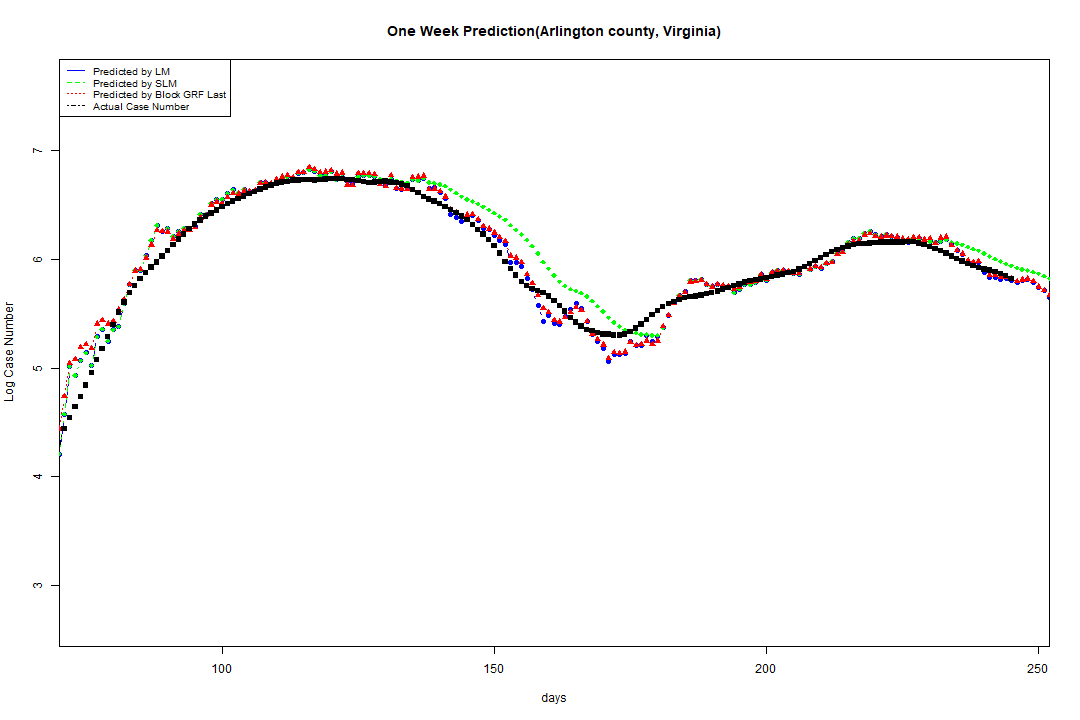 One Week Prediction(Arlington county, Virginia)
Predicted by LM
Predicted by SLM
Predicted by Block GRF Last
Actual Case Number
7
6
5
4
3
Log Case Number
100
150
200
250
days